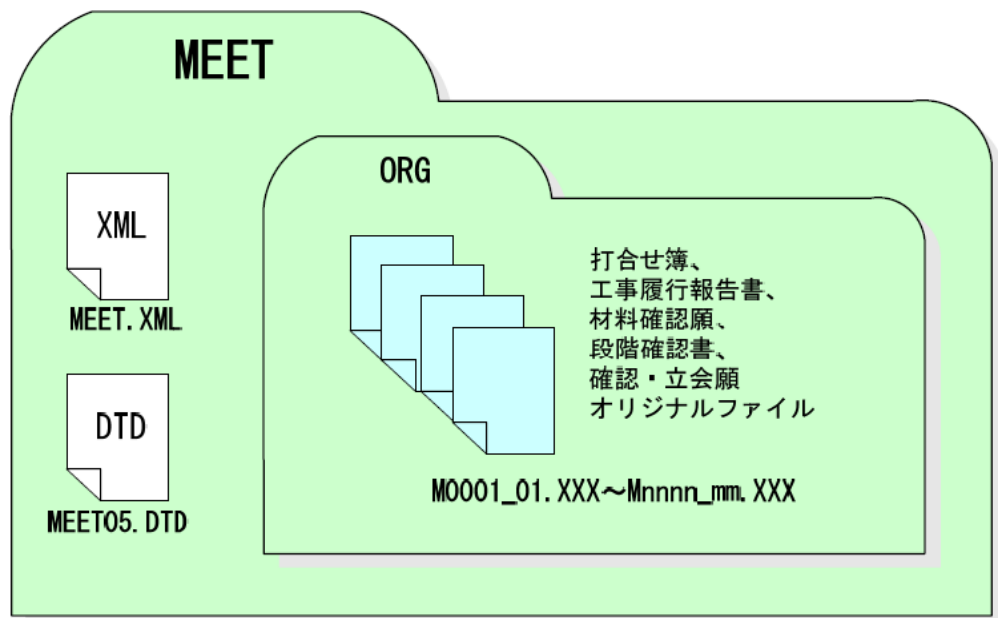 MEET
ORG
XML
MEET.XML
DTD
MEET05.DTD
打合せ簿、
工事履行報告書、
材料確認願、
段階確認書、
確認・立会願
オリジナルファイル
M0001_01.XXX～Mnnnn_mm.XXX